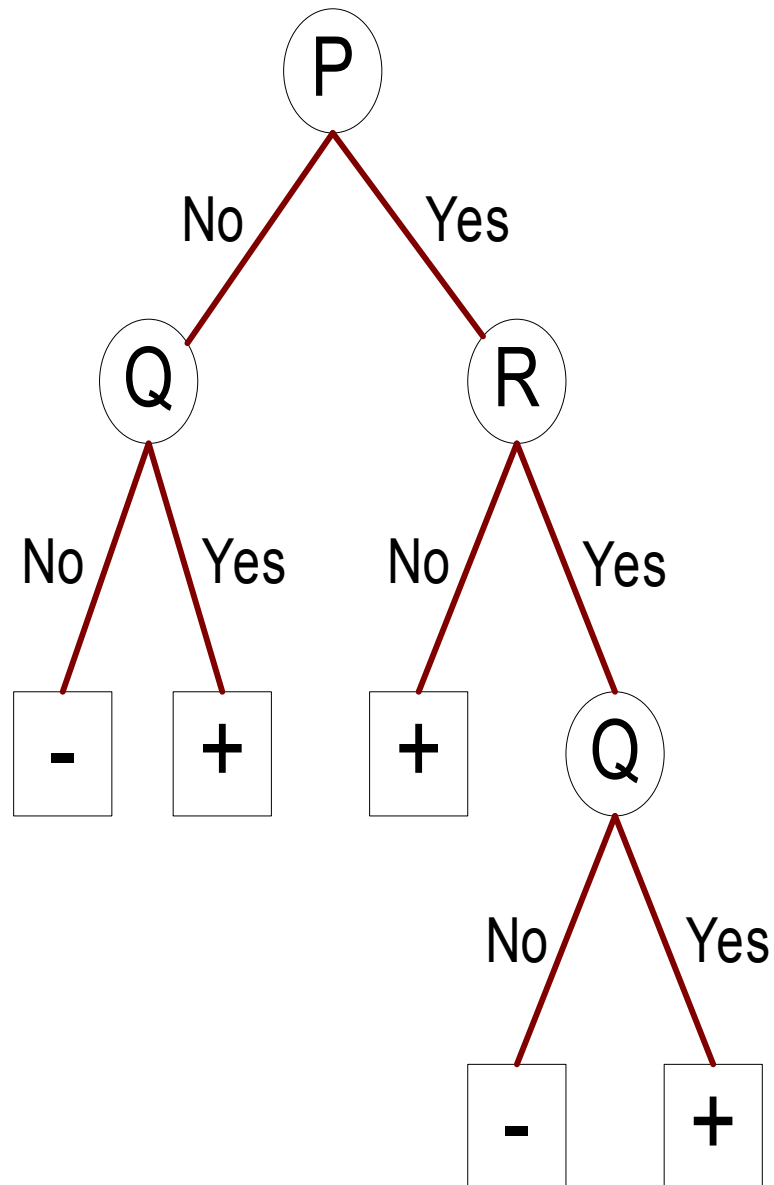 P
No Yes
Q R
No Yes No Yes
- + + Q
No Yes
- +